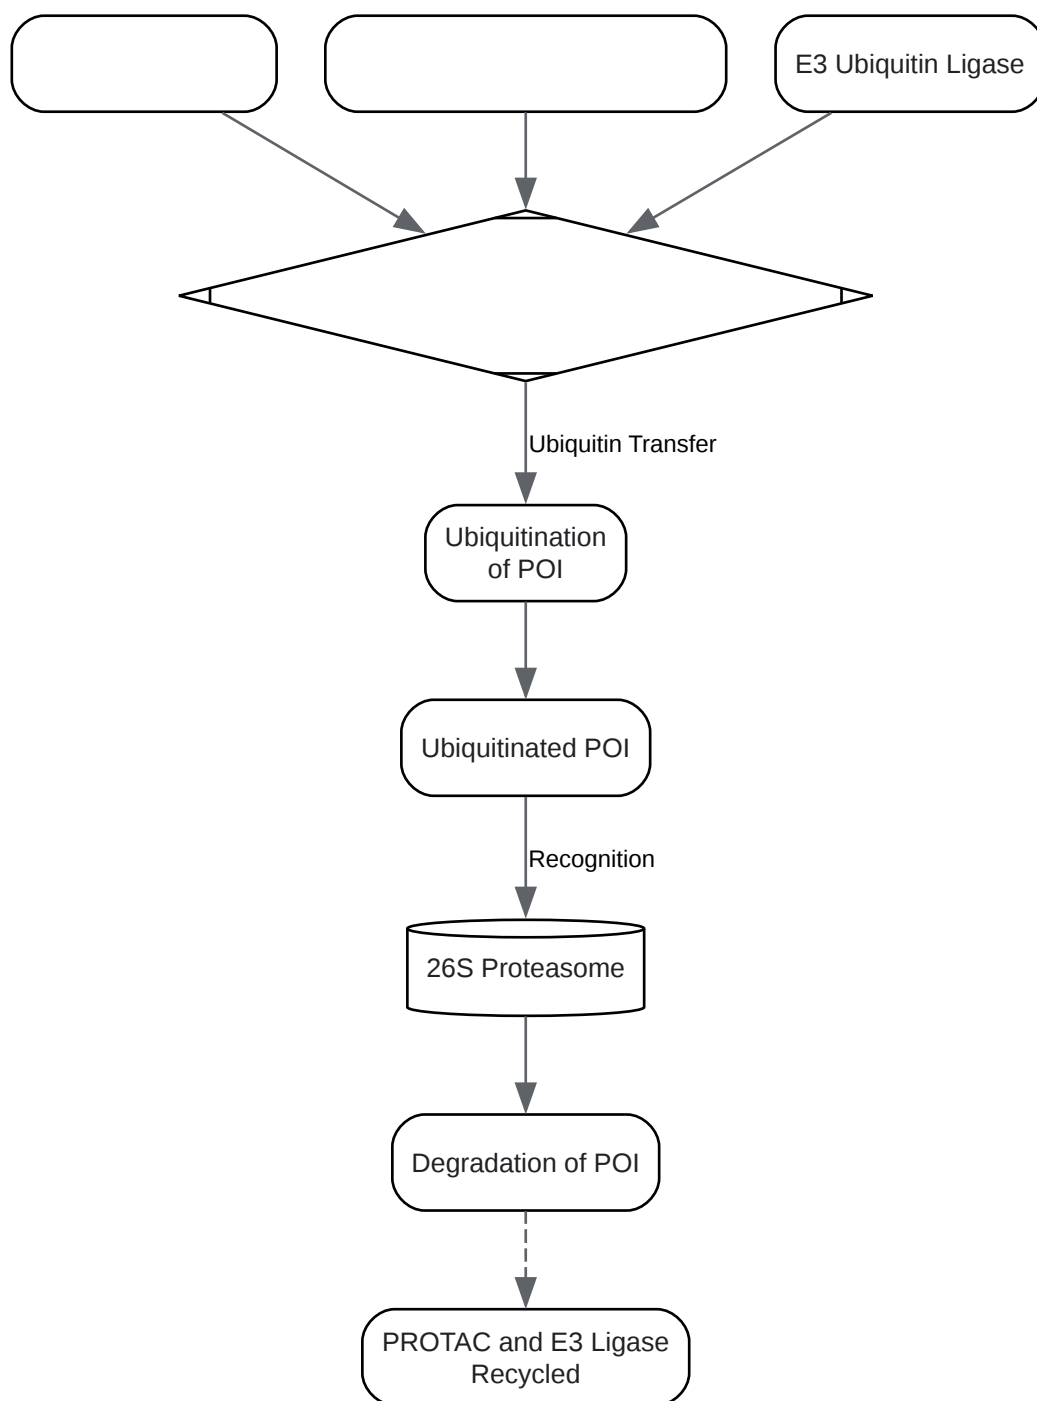 E3 Ubiquitin Ligase
Ubiquitin Transfer
Ubiquitination
of POI
Ubiquitinated POI
Recognition
26S Proteasome
Degradation of POI
PROTAC and E3 Ligase
Recycled